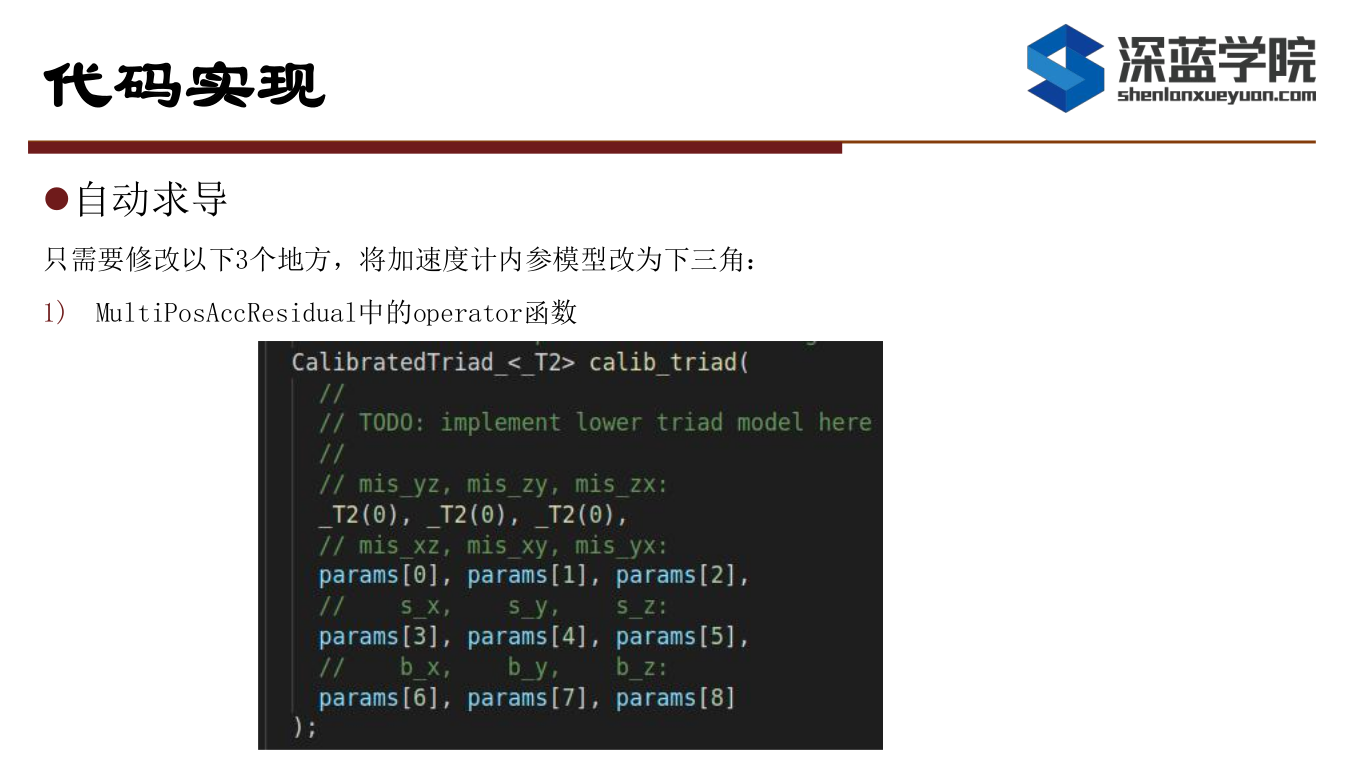 代码实现
深蓝学院
shenlanxueyuan.com
●自动求导
只需要修改以下3个地方，将加速度计内参模型改为下三角：
1) MultiPosAccResidual中的operator函数
CalibratedTriad_<_T2> calib_triad(
//
// TODO: implement lower triad model here
//
// mis_yz, mis_zy, mis_zx:
_T2(0), _T2(0), _T2(0),
// mis_xz, mis_xy, mis_yx:
params[0], params[1], params[2],
// s_x, s_y, s_z:
params[3], params[4], params[5],
// b_x, b_y, b_z:
params[6], params[7], params[8]
);